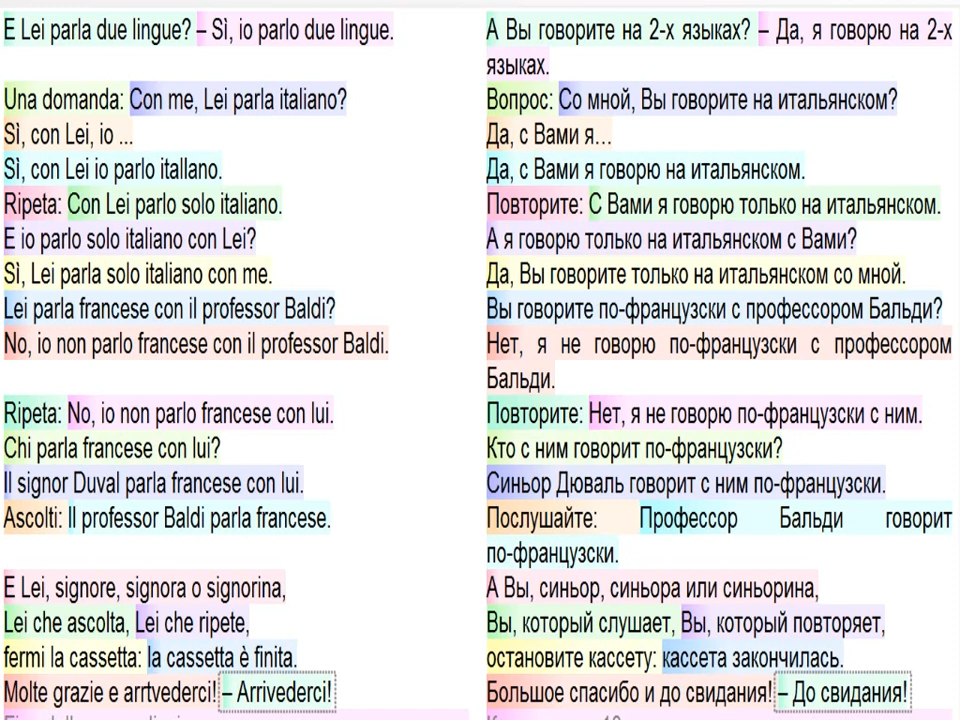 E Lei parla due lingue? – Sì, io parlo due lingue.
Una domanda: Con me, Lei parla italiano?
Sì, con Lei, io ...
Sì, con Lei io parlo itallano.
Ripeta: Con Lei parlo solo italiano.
E io parlo solo italiano con Lei?
Sì, Lei parla solo italiano con me.
Lei parla francese con il professor Baldi?
No, io non parlo francese con il professor Baldi.
Ripeta: No, io non parlo francese con lui.
Chi parla francese con lui?
Il signor Duval parla francese con lui.
Ascolti: Il professor Baldi parla francese.
E Lei, signore, signora o signorina,
Lei che ascolta, Lei che ripete,
fermi la cassetta: la cassetta è finita.
Molte grazie e arrtvederci! – Arrivederci!
А Вы говорите на 2-х языках? – Да, я говорю на 2-х
языках.
Вопрос: Со мной, Вы говорите на итальянском?
Да, с Вами я…
Да, с Вами я говорю на итальянском.
Повторите: С Вами я говорю только на итальянском.
А я говорю только на итальянском с Вами?
Да, Вы говорите только на итальянском со мной.
Вы говорите по-французски с профессором Бальди?
Нет, я не говорю по-французски с профессором
Бальди.
Повторите: Нет, я не говорю по-французски с ним.
Кто с ним говорит по-французски?
Синьор Дюваль говорит с ним по-французски.
Послушайте: Профессор Бальди говорит
по-французски.
А Вы, синьор, синьора или синьорина,
Вы, который слушает, Вы, который повторяет,
остановите кассету: кассета закончилась.
Большое спасибо и до свидания! – До свидания!